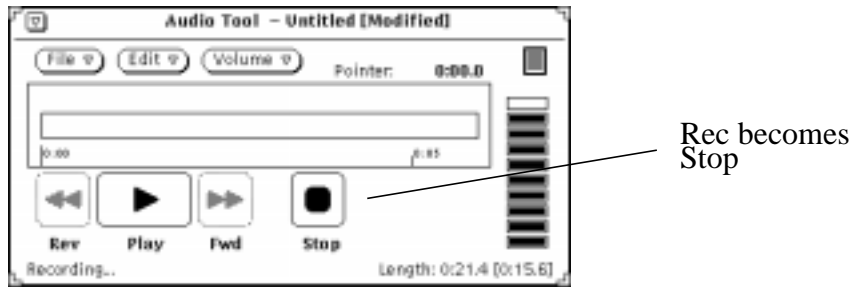 Audio Tool – Untitled [Modified]
File Edit Volume
Pointer: 0:00.0
0:00 0:05
Rev Play Fwd Stop
Recording...
Length: 0:21.4 [0:15.6]
Rec becomes
Stop